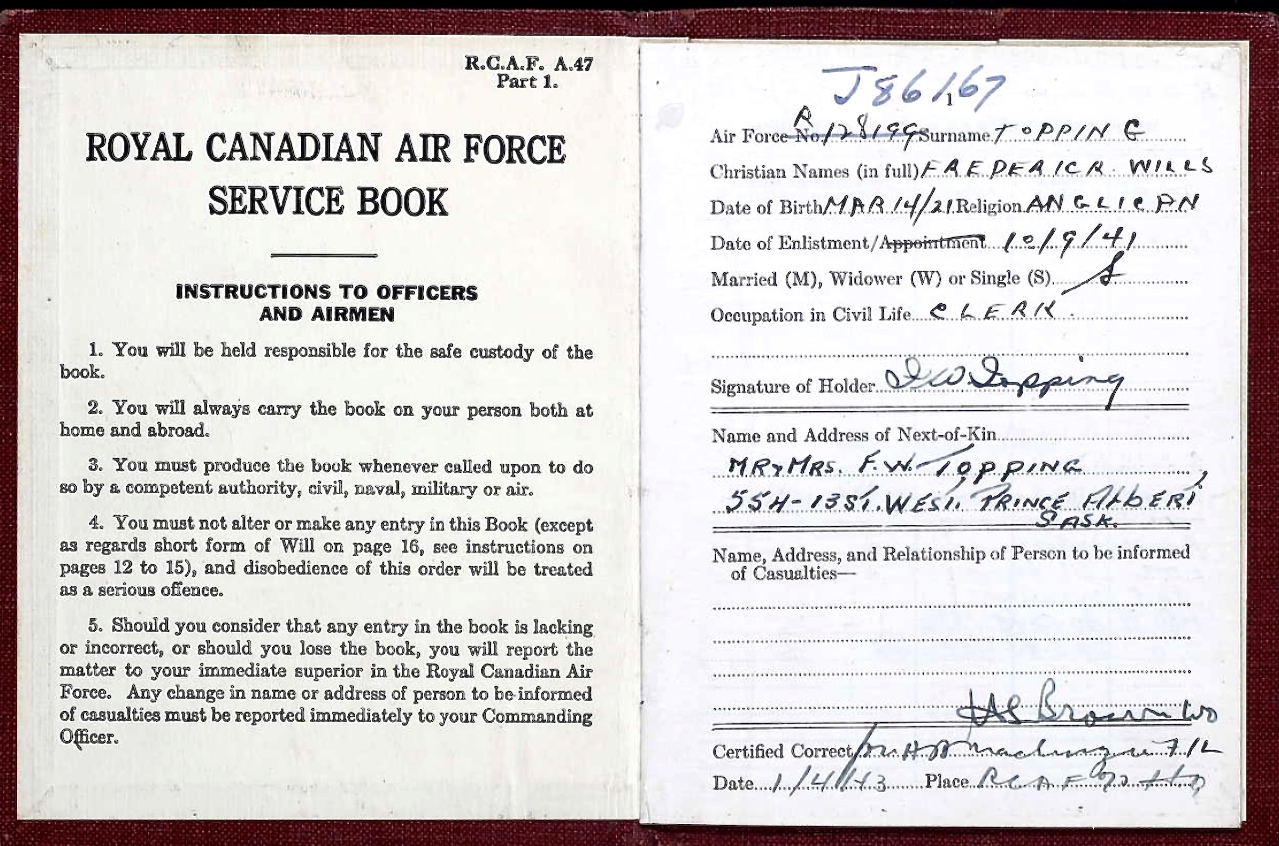 R.C.A.F. A.47
Part 1.
ROYAL CANADIAN AIR FORCE
SERVICE BOOK
INSTRUCTIONS TO OFFICERS
AND AIRMEN
1. You will be held responsible for the safe custody of the
book.
2. You will always carry the book on your person both at
home and abroad.
3. You must produce the book whenever called upon to do
so by a competent authority, civil, naval, military or air.
4. You must not alter or make any entry in this Book (except
as regards short form of Will on page 16, see instructions on
pages 12 to 15), and disobedience of this order will be treated
as a serious offence.
5. Should you consider that any entry in the book is lacking
or incorrect, or should you lose the book, you will report the
matter to your immediate superior in the Royal Canadian Air
Force. Any change in name or address of person to be informed
of casualties must be reported immediately to your Commanding
Officer.
J86167
1
Air Force No. R128199 Surname TOPPING
Christian Names (in full) FREDERICK WILLS
Date of Birth MAR 14/21 Religion ANGLICAN
Date of Enlistment/Appointment 10/9/41
Married (M), Widower (W) or Single (S) S
Occupation in Civil Life CLERK
Signature of Holder FW Topping
Name and Address of Next-of-Kin
MR & MRS. F.W. TOPPING
554-13 ST. WEST, PRINCE ALBERT,
SASK.
Name, Address, and Relationship of Person to be informed
of Casualties—
Brown WO
Certified Correct F/L
Date 1/4/43 Place RCAF